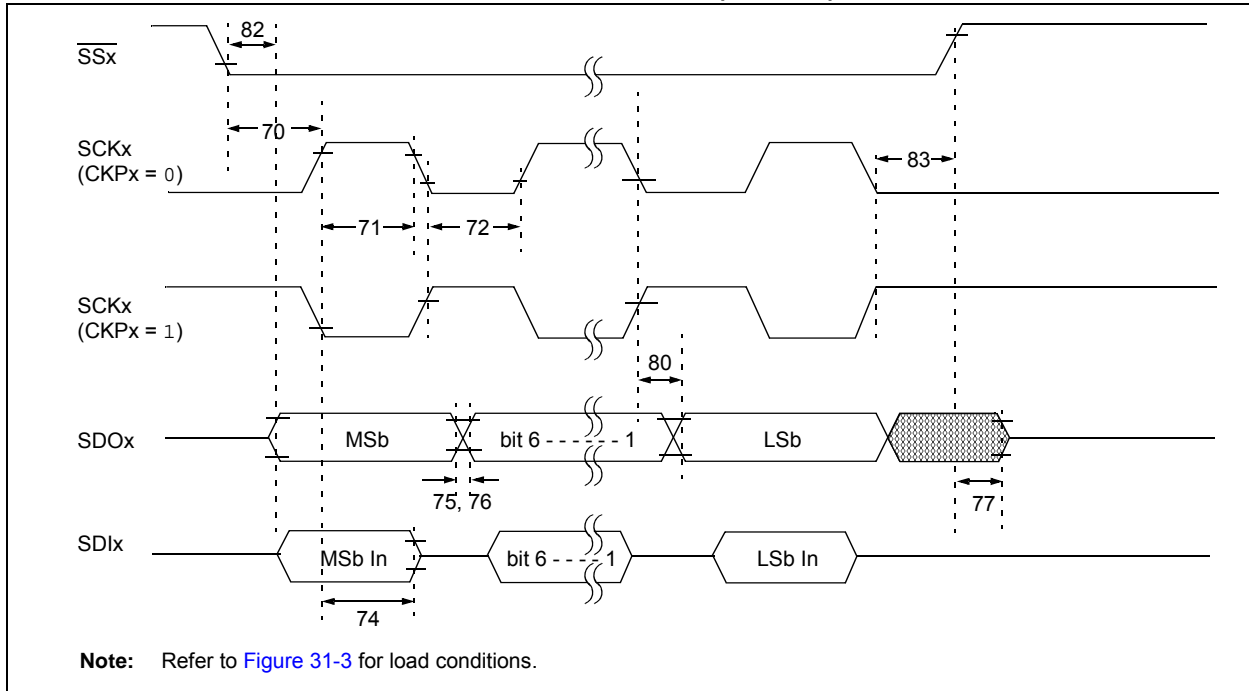 82
SSx
70
SCKx
(CKPx = 0)
83
71
72
SCKx
(CKPx = 1)
80
SDOx
MSb
bit 6 - - - - - - 1
LSb
75, 76
77
SDIx
MSb In
bit 6 - - - - 1
LSb In
74
Note: Refer to Figure 31-3 for load conditions.